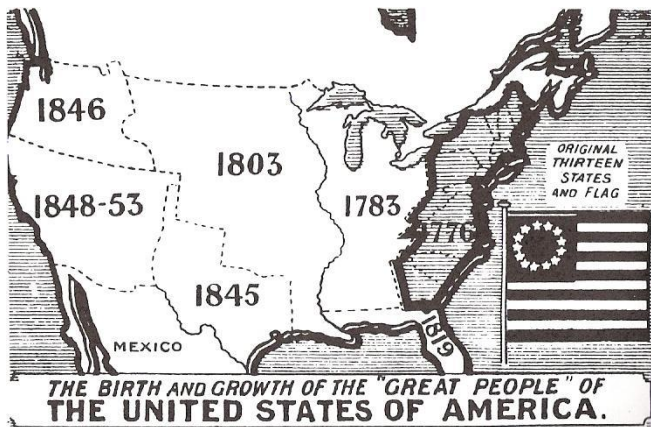 1846
1803
ORIGINAL
THIRTEEN
STATES
AND FLAG
1848-53
1783
1776
1845
1819
MEXICO
THE BIRTH AND GROWTH OF THE "GREAT PEOPLE" OF
THE UNITED STATES OF AMERICA.